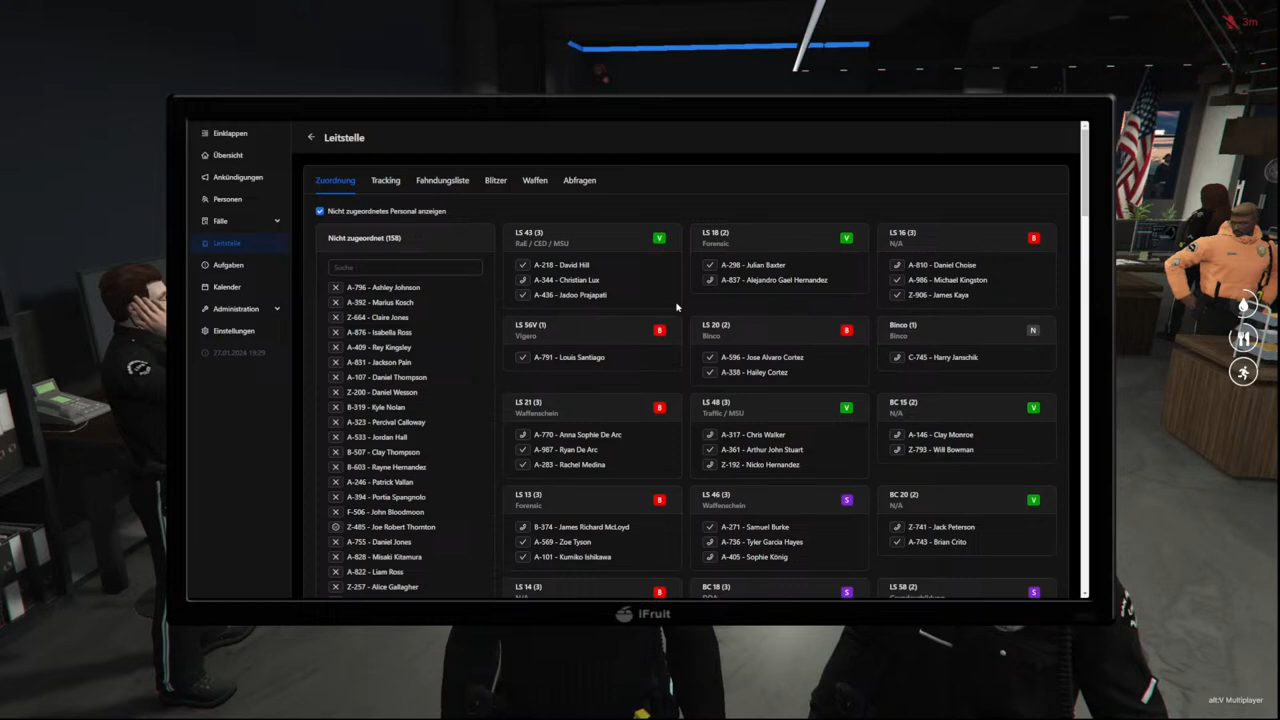 3m
Einklappen
Übersicht
Ankündigungen
Personen
Fälle
Leitstelle
Aufgaben
Kalender
Administration
Einstellungen
27.01.2024 19:29
Leitstelle
Zuordnung Tracking Fahndungsliste Blitzer Waffen Abfragen
Nicht zugeordnetes Personal anzeigen
Nicht zugeordnet (158)
Suche
A-796 - Ashley Johnson
A-392 - Marius Kosch
Z-664 - Claire Jones
A-876 - Isabella Ross
A-409 - Rey Kingsley
A-831 - Jackson Pain
A-107 - Daniel Thompson
Z-200 - Daniel Wesson
B-319 - Kyle Nolan
A-323 - Percival Calloway
A-533 - Jordan Hall
B-507 - Clay Thompson
B-603 - Rayne Hernandez
A-246 - Patrick Vallan
A-394 - Portia Spangnolo
F-506 - John Bloodmoon
Z-485 - Joe Robert Thornton
A-755 - Daniel Jones
A-828 - Misaki Kitamura
A-822 - Liam Ross
Z-257 - Alice Gallagher
LS 43 (3)
RaE / CED / MSU
V
A-218 - David Hill
A-344 - Christian Lux
A-436 - Jadoo Prajapati
LS 18 (2)
Forensic
V
A-298 - Julian Baxter
A-837 - Alejandro Gael Hernandez
LS 16 (3)
N/A
B
A-810 - Daniel Choise
A-986 - Michael Kingston
Z-906 - James Kaya
LS 56V (1)
Vigero
B
A-791 - Louis Santiago
LS 20 (2)
Binco
B
A-596 - Jose Alvaro Cortez
A-338 - Hailey Cortez
Binco (1)
Binco
N
C-745 - Harry Janschik
LS 21 (3)
Waffenschein
B
A-770 - Anna Sophie De Arc
A-987 - Ryan De Arc
A-283 - Rachel Medina
LS 48 (3)
Traffic / MSU
V
A-317 - Chris Walker
A-361 - Arthur John Stuart
Z-192 - Nicko Hernandez
BC 15 (2)
N/A
V
A-146 - Clay Monroe
Z-793 - Will Bowman
LS 13 (3)
Forensic
B
B-374 - James Richard McLoyd
A-569 - Zoe Tyson
A-101 - Kumiko Ishikawa
LS 46 (3)
Waffenschein
S
A-271 - Samuel Burke
A-736 - Tyler Garcia Hayes
A-405 - Sophie König
BC 20 (2)
N/A
V
Z-741 - Jack Peterson
A-743 - Brian Crito
LS 14 (3)
B
BC 18 (3)
S
LS 58 (2)
S
iFruit
alt:V Multiplayer